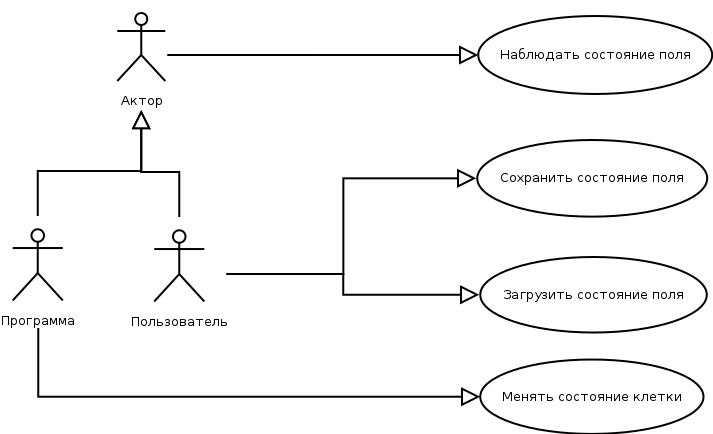 Наблюдать состояние поля
Актор
Сохранить состояние поля
Загрузить состояние поля
Программа
Пользователь
Менять состояние клетки